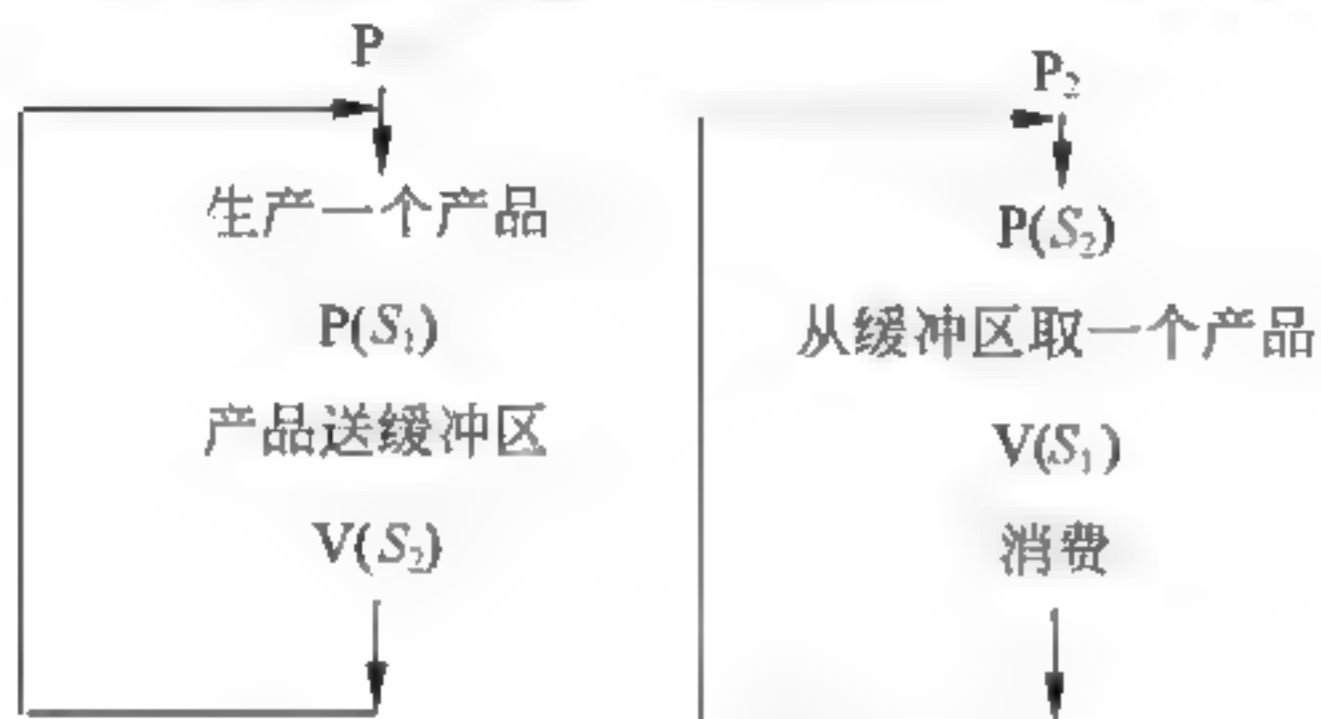 P
生产一个产品
P(S₁)
产品送缓冲区
V(S₂)
P₂
P(S₂)
从缓冲区取一个产品
V(S₁)
消费